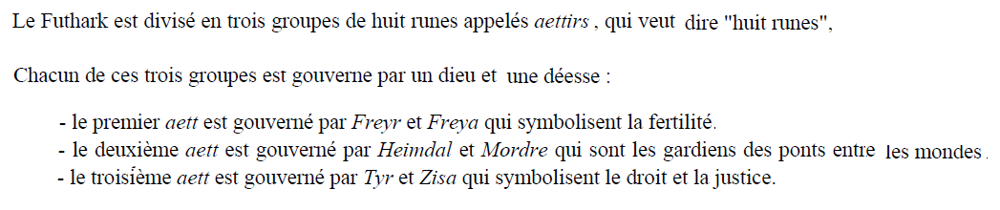 Le Futhark est divisé en trois groupes de huit runes appelés aettirs , qui veut dire "huit runes",
Chacun de ces trois groupes est gouverne par un dieu et une déesse :
- le premier aett est gouverné par Freyr et Freya qui symbolisent la fertilité.
- le deuxième aett est gouverné par Heimdal et Mordre qui sont les gardiens des ponts entre les mondes .
- le troisième aett est gouverné par Tyr et Zisa qui symbolisent le droit et la justice.